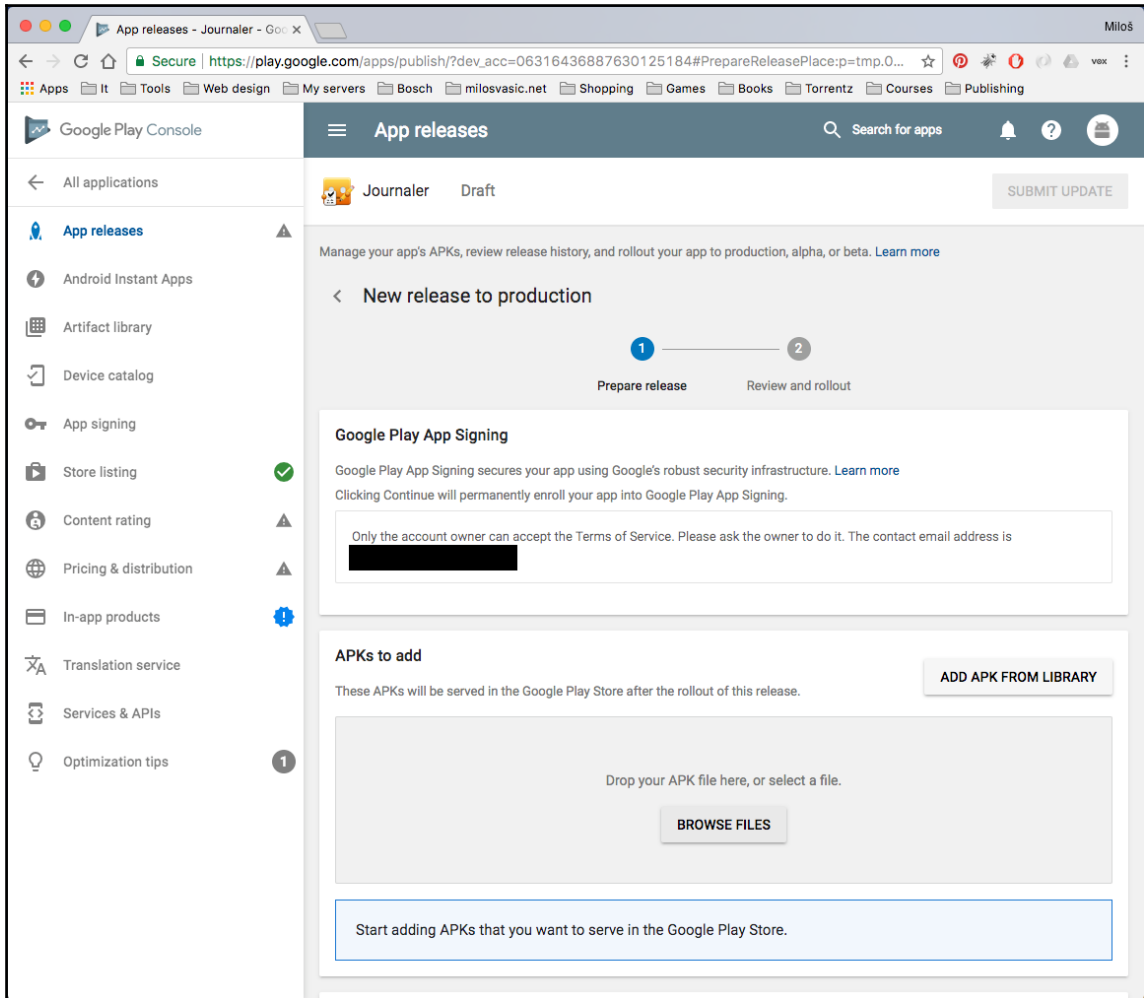 App releases - Journaler - Goo
Miloš
Secure | https://play.google.com/apps/publish/?dev_acc=06316436887630125184#PrepareReleasePlace:p=tmp.0...
vox
Apps It Tools Web design My servers Bosch milosvasic.net Shopping Games Books Torrentz Courses Publishing
Google Play Console
App releases
Search for apps
All applications
Journaler Draft
SUBMIT UPDATE
App releases
Android Instant Apps
Artifact library
Device catalog
App signing
Store listing
Content rating
Pricing & distribution
In-app products
Translation service
Services & APIs
Optimization tips 1
Manage your app's APKs, review release history, and rollout your app to production, alpha, or beta. Learn more
New release to production
1 2
Prepare release Review and rollout
Google Play App Signing
Google Play App Signing secures your app using Google's robust security infrastructure. Learn more
Clicking Continue will permanently enroll your app into Google Play App Signing.
Only the account owner can accept the Terms of Service. Please ask the owner to do it. The contact email address is
APKs to add
ADD APK FROM LIBRARY
These APKs will be served in the Google Play Store after the rollout of this release.
Drop your APK file here, or select a file.
BROWSE FILES
Start adding APKs that you want to serve in the Google Play Store.